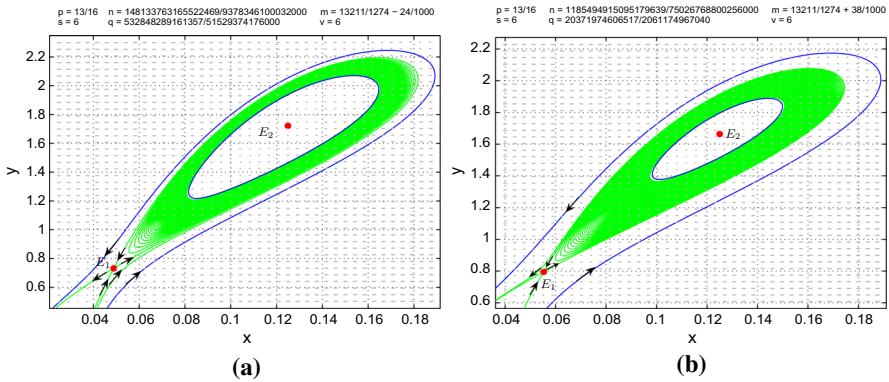 p = 13/16 n = 148133763165522469/9378346100032000 m = 13211/1274 − 24/1000
s = 6 q = 532848289161357/51529374176000 v = 6
2.2
2
1.8
1.6
1.4
1.2
1
0.8
0.6
y
E2
E1
0.04 0.06 0.08 0.1 0.12 0.14 0.16 0.18
x
(a)
p = 13/16 n = 1185494915095179639/75026768800256000 m = 13211/1274 + 38/1000
s = 6 q = 20371974606517/2061174967040 v = 6
2.2
2
1.8
1.6
1.4
1.2
1
0.8
0.6
y
E2
E1
0.04 0.06 0.08 0.1 0.12 0.14 0.16 0.18
x
(b)